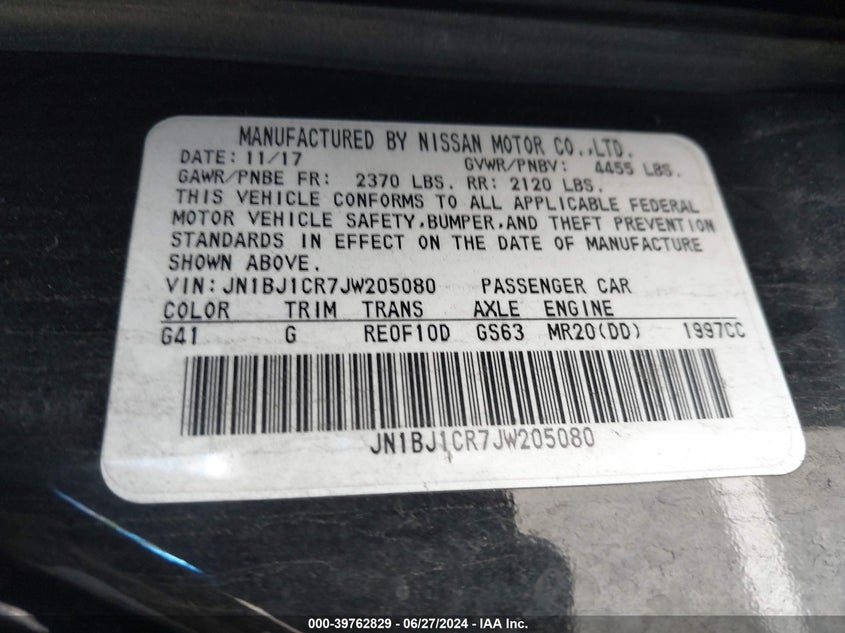 MANUFACTURED BY NISSAN MOTOR CO.,LTD.
DATE: 11/17 GVWR/PNBV: 4455 LBS.
GAWR/PNBE FR: 2370 LBS. RR: 2120 LBS.
THIS VEHICLE CONFORMS TO ALL APPLICABLE FEDERAL
MOTOR VEHICLE SAFETY,BUMPER,AND THEFT PREVENTION
STANDARDS IN EFFECT ON THE DATE OF MANUFACTURE
SHOWN ABOVE.
VIN: JN1BJ1CR7JW205080 PASSENGER CAR
COLOR TRIM TRANS AXLE ENGINE
G41 G RE0F10D GS63 MR20(DD) 1997CC
JN1BJ1CR7JW205080
000-39762829 - 06/27/2024 - IAA Inc.